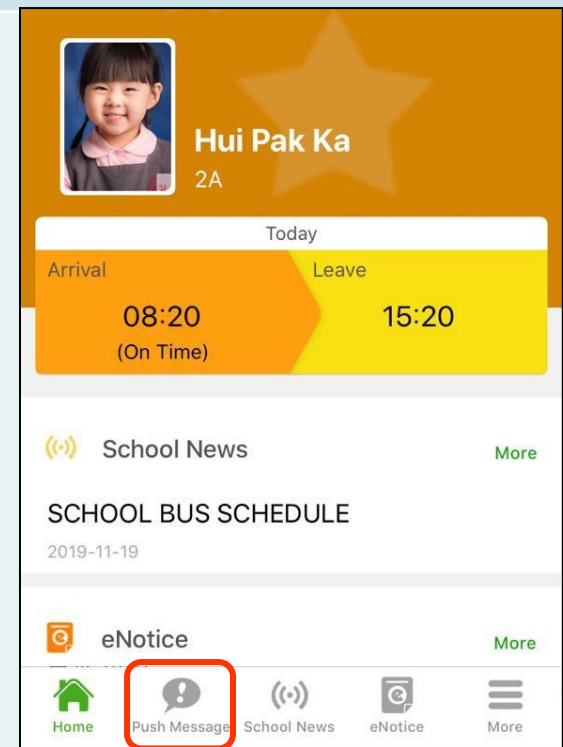 Hui Pak Ka
2A
Today
Arrival
Leave
08:20
15:20
(On Time)
School News
More
SCHOOL BUS SCHEDULE
2019-11-19
eNotice
More
Home
Push Message
School News
eNotice
More